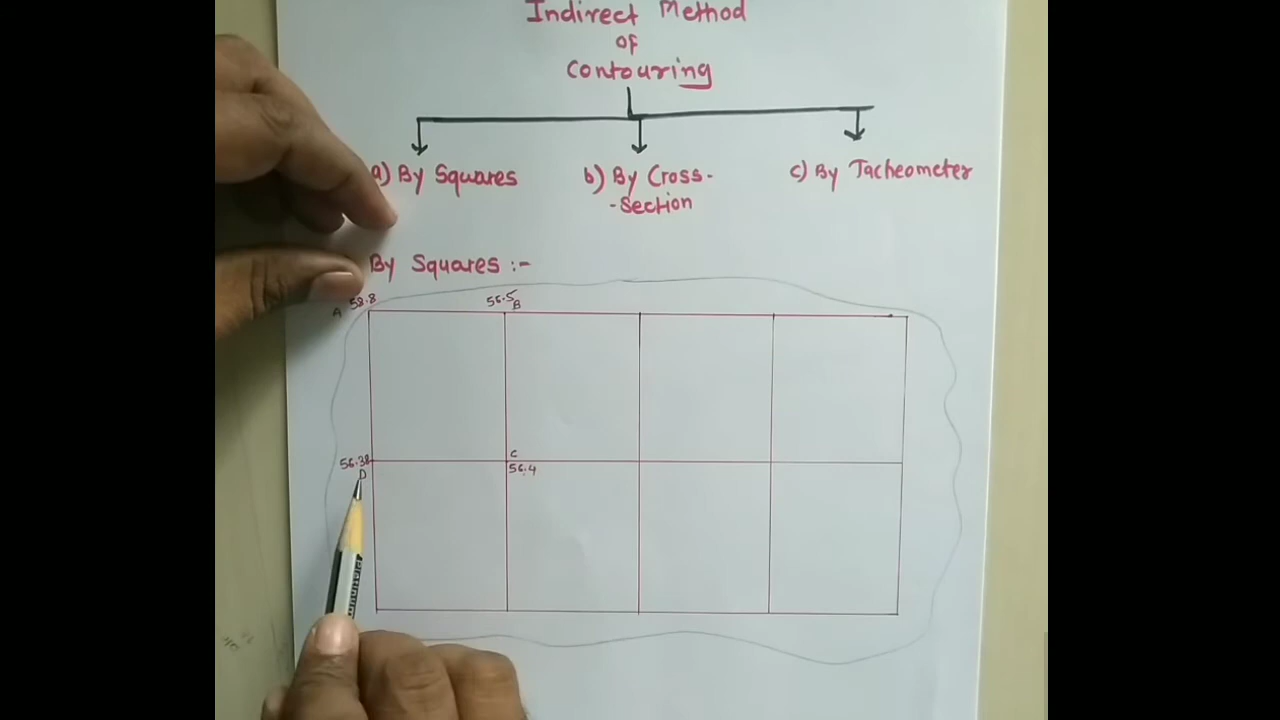 Indirect Method
of
Contouring
a) By Squares
b) By Cross-
-Section
c) By Tacheometer
By Squares :-
A 58.8
56.5
B
56.38
D
C
56.4